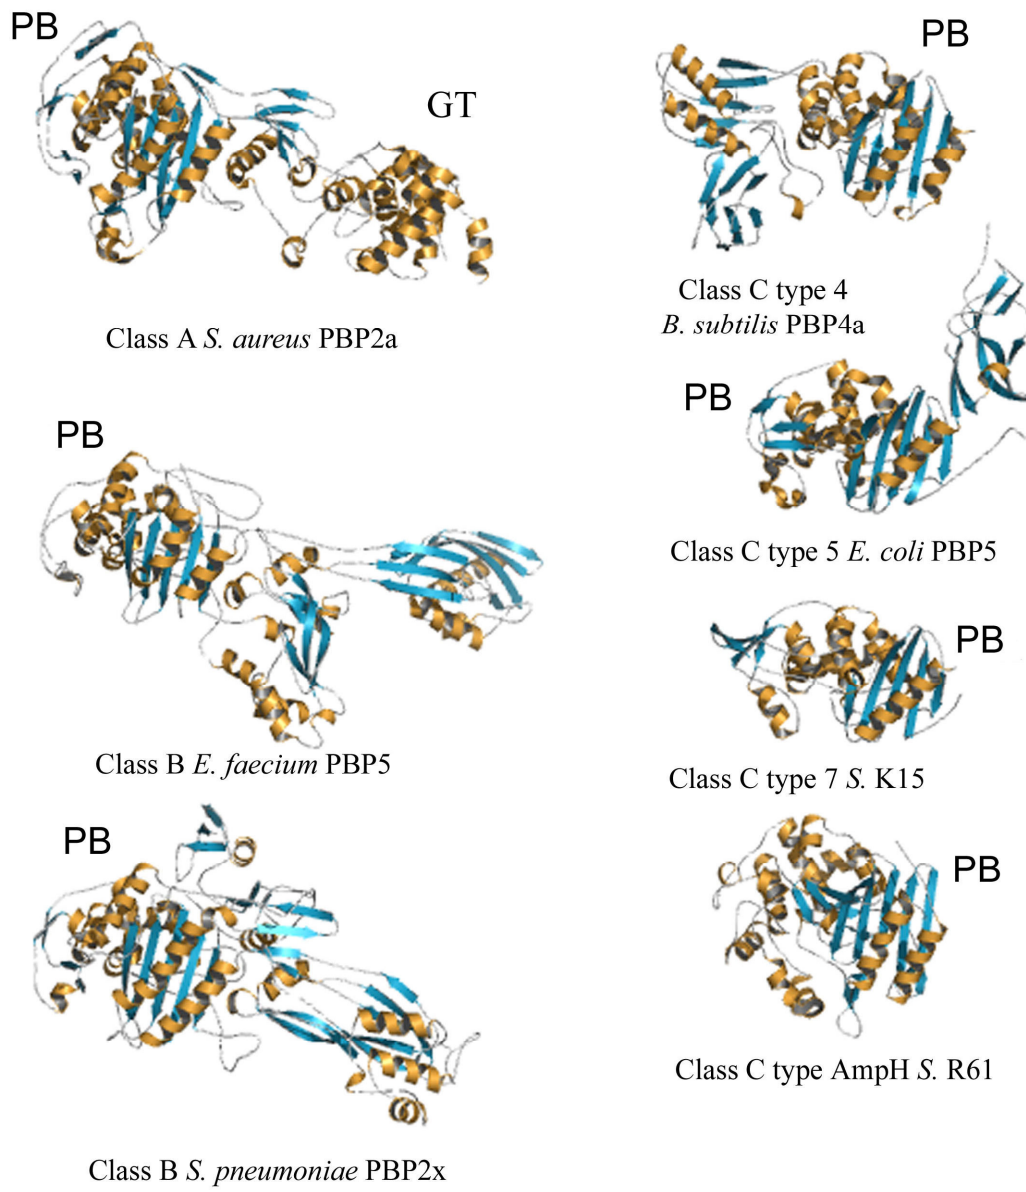 PB
GT
Class A S. aureus PBP2a
PB
Class B E. faecium PBP5
PB
Class B S. pneumoniae PBP2x
PB
Class C type 4
B. subtilis PBP4a
PB
Class C type 5 E. coli PBP5
PB
Class C type 7 S. K15
PB
Class C type AmpH S. R61